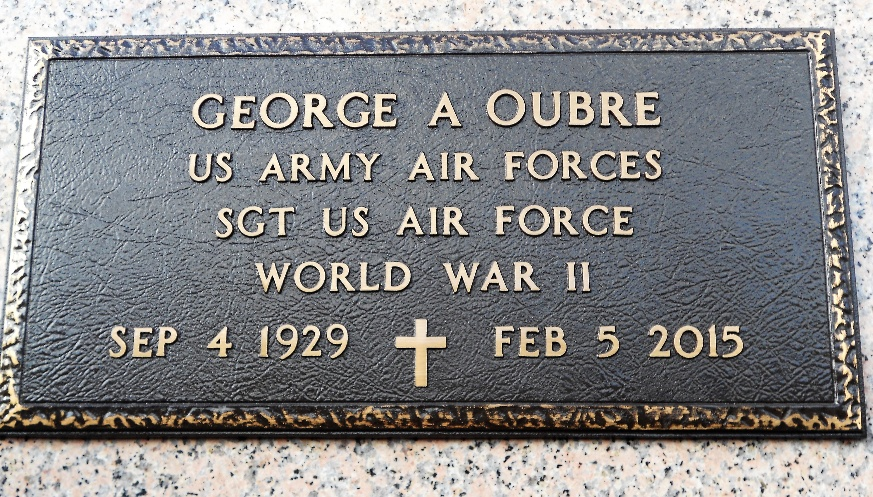 GEORGE A OUBRE
US ARMY AIR FORCES
SGT US AIR FORCE
WORLD WAR II
SEP 4 1929 FEB 5 2015